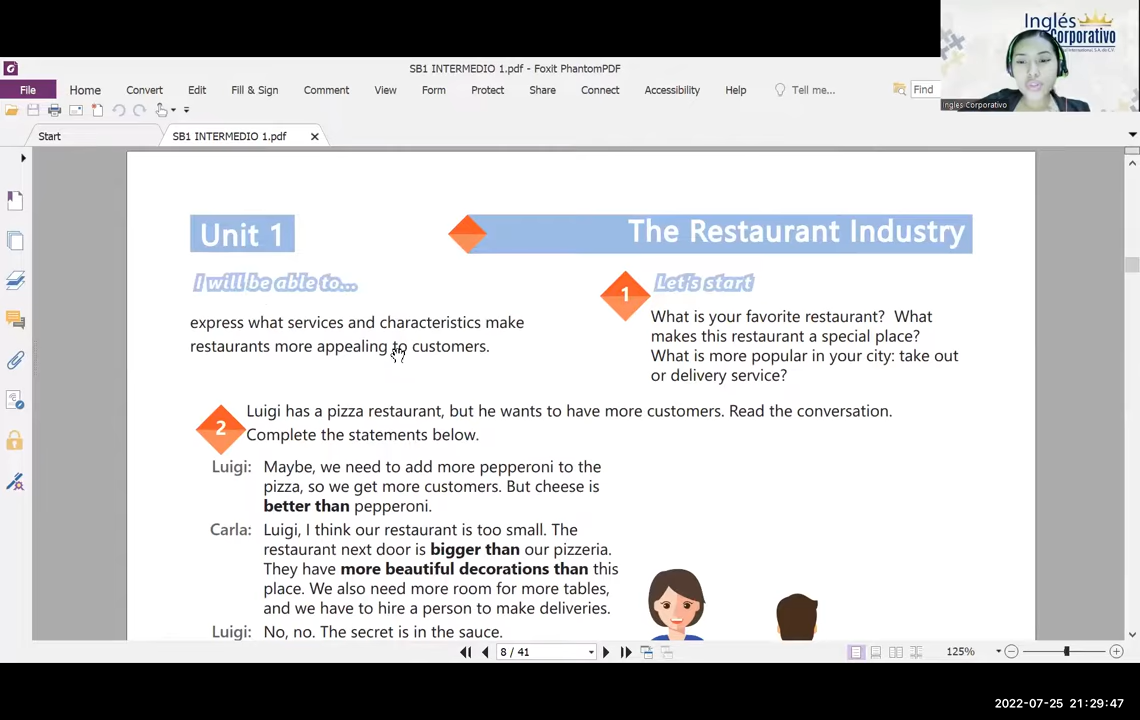 Inglés
Corporativo
Inglés Corporativo
SB1 INTERMEDIO 1.pdf - Foxit PhantomPDF
File Home Convert Edit Fill & Sign Comment View Form Protect Share Connect Accessibility Help Tell me... Find
Start SB1 INTERMEDIO 1.pdf
Unit 1
The Restaurant Industry
I will be able to...
express what services and characteristics make
restaurants more appealing to customers.
1
Let's start
What is your favorite restaurant? What
makes this restaurant a special place?
What is more popular in your city: take out
or delivery service?
2
Luigi has a pizza restaurant, but he wants to have more customers. Read the conversation.
Complete the statements below.
Luigi: Maybe, we need to add more pepperoni to the
pizza, so we get more customers. But cheese is
better than pepperoni.
Carla: Luigi, I think our restaurant is too small. The
restaurant next door is bigger than our pizzeria.
They have more beautiful decorations than this
place. We also need more room for more tables,
and we have to hire a person to make deliveries.
Luigi: No, no. The secret is in the sauce.
8 / 41
125%
2022-07-25 21:29:47